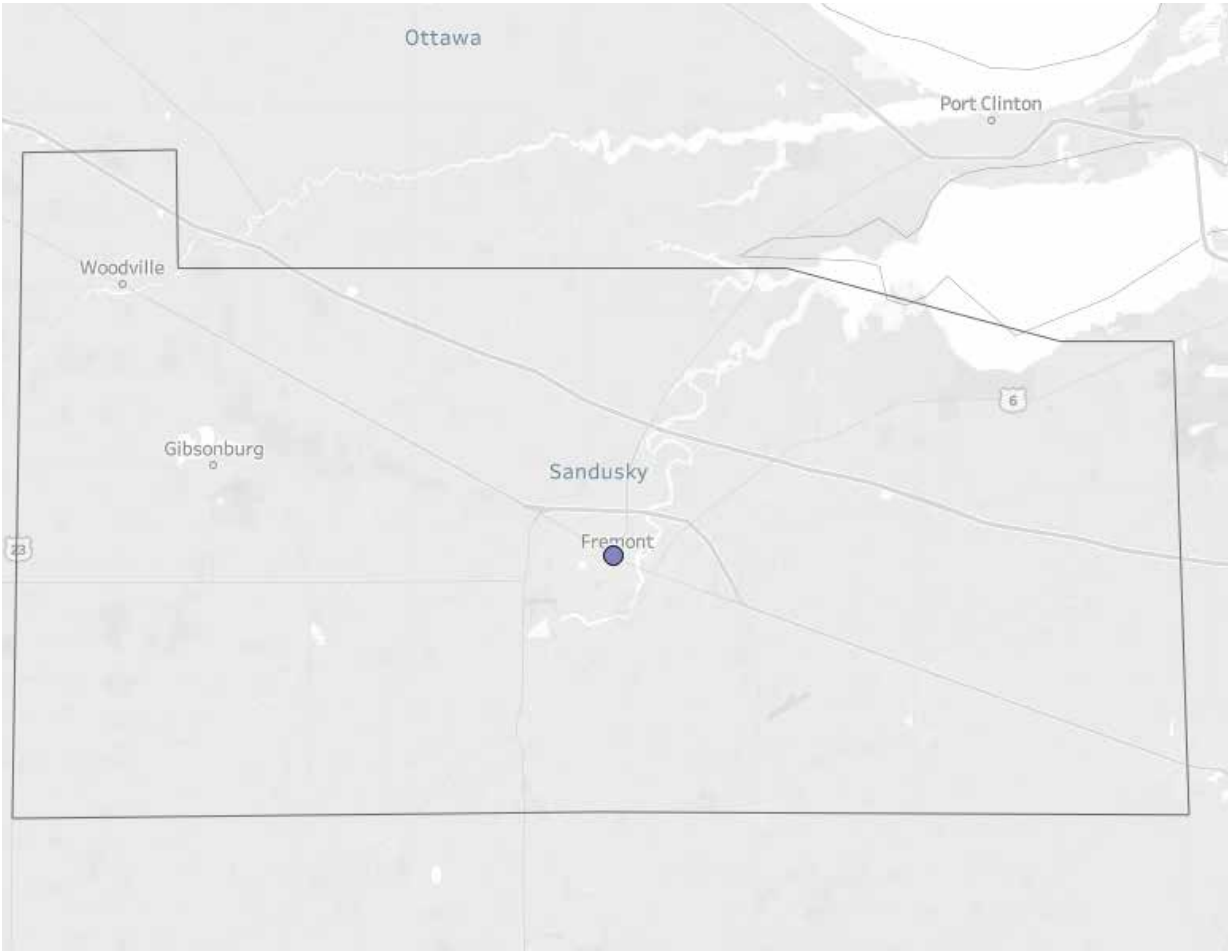 Ottawa
Port Clinton
Woodville
6
Gibsonburg
Sandusky
Fremont
23